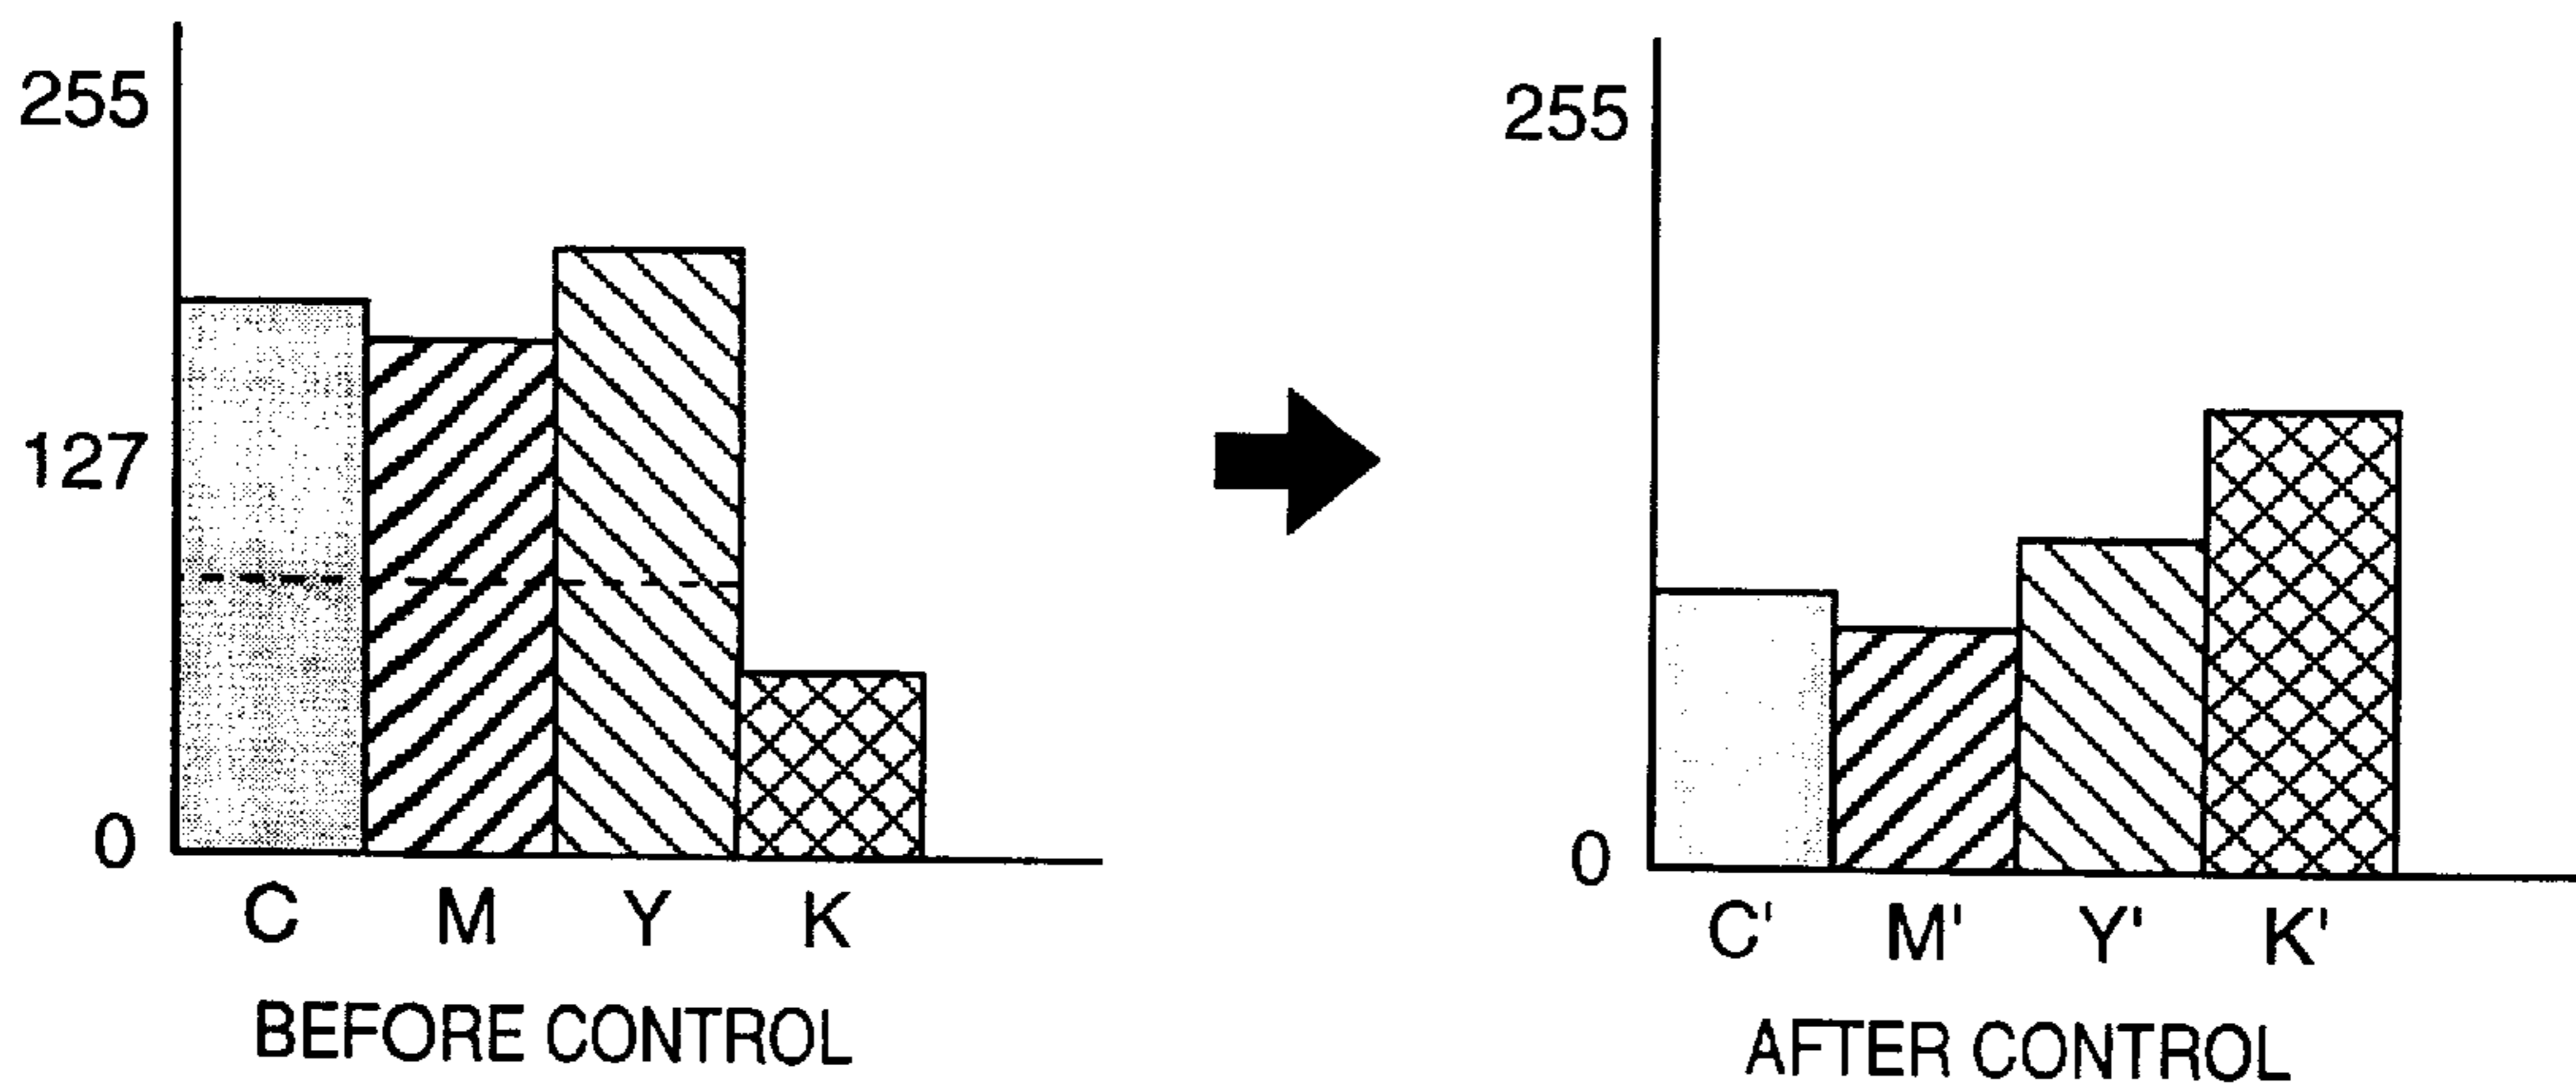 255
127
0
C M Y K
BEFORE CONTROL
255
0
C' M' Y' K'
AFTER CONTROL